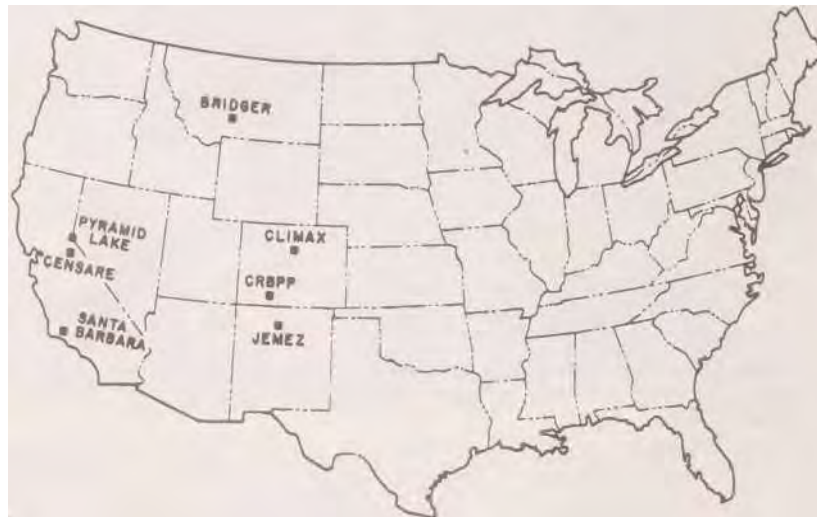 BRIDGER
PYRAMID
LAKE
CENSARE
CLIMAX
CRBPP
SANTA
BARBARA
JEMEZ